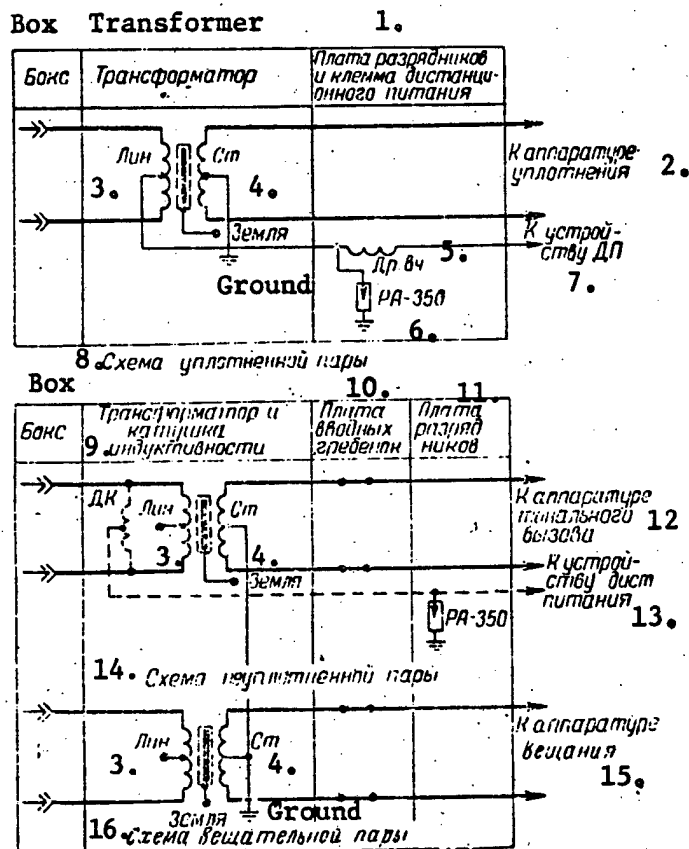 Box Transformer 1.
Бокс
Трансформатор
Плата разрядников
и клемма дистанци-
онного питания
Лин
Ст
3.
4.
Земля
Ground
К аппаратуре
уплотнения
2.
К устрой-
ству ДП
7.
Др. вч
5.
РА-350
6.
8. Схема уплотненной пары
Box
10.
11.
Бокс
Трансформатор и
катушка
9. индуктивности
Плата
вводных
гребенок
Плата
разряд
ников
ДК
Лин
Ст
3.
4.
Земля
К аппаратуре
тонального
вызова
12
К устрой-
ству дист
питания
13.
РА-350
14. Схема неуплотненной пары
Лин
Ст
3.
4.
К аппаратуре
вещания
15.
Земля
Ground
16. Схема вещательной пары